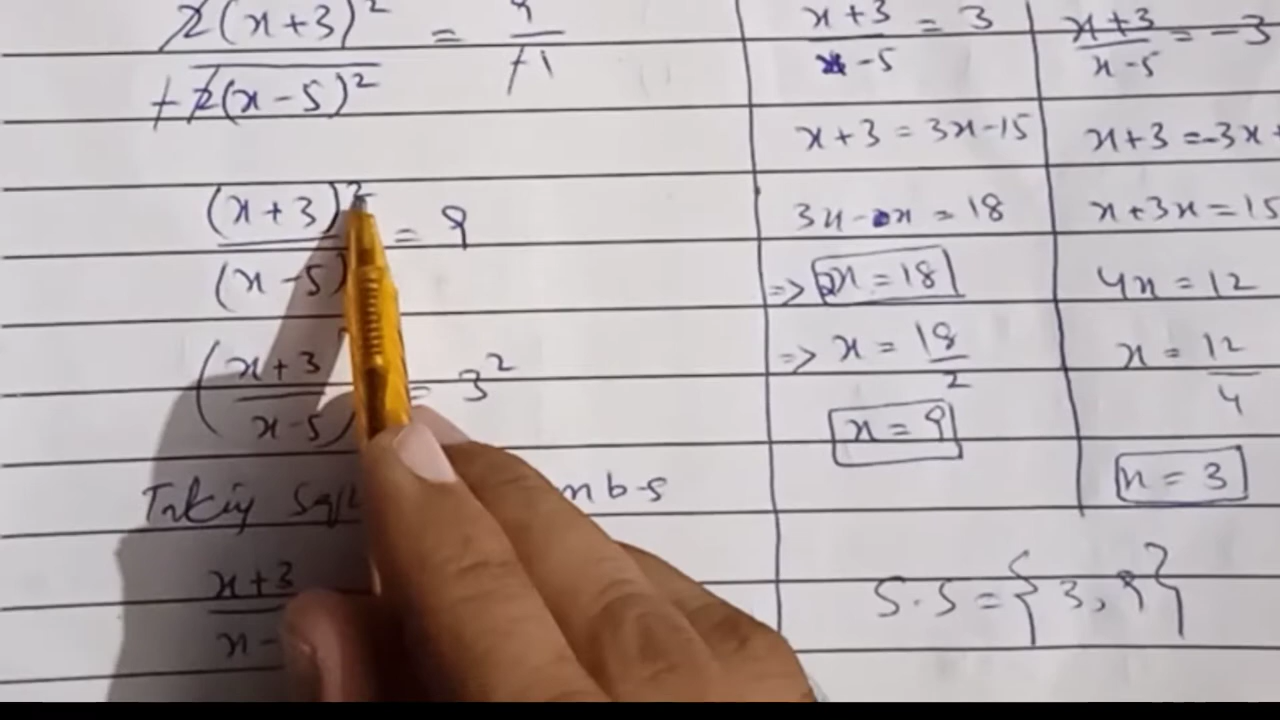 2(x+3)² / +2(x-5)² = 9 / +1
(x+3)² / (x-5) = 9
(x+3 / x-5) = 3²
Taking mbs
x+3
x+3 / x-5 = 3
x+3 = 3x-15
3x-x = 18
=> 2x = 18
=> x = 18/2
x = 9
x+3 / x-5 = -3
x+3 = -3x+
x+3x = 15
4x = 12
x = 12/4
x = 3
S.S = {3, 9}